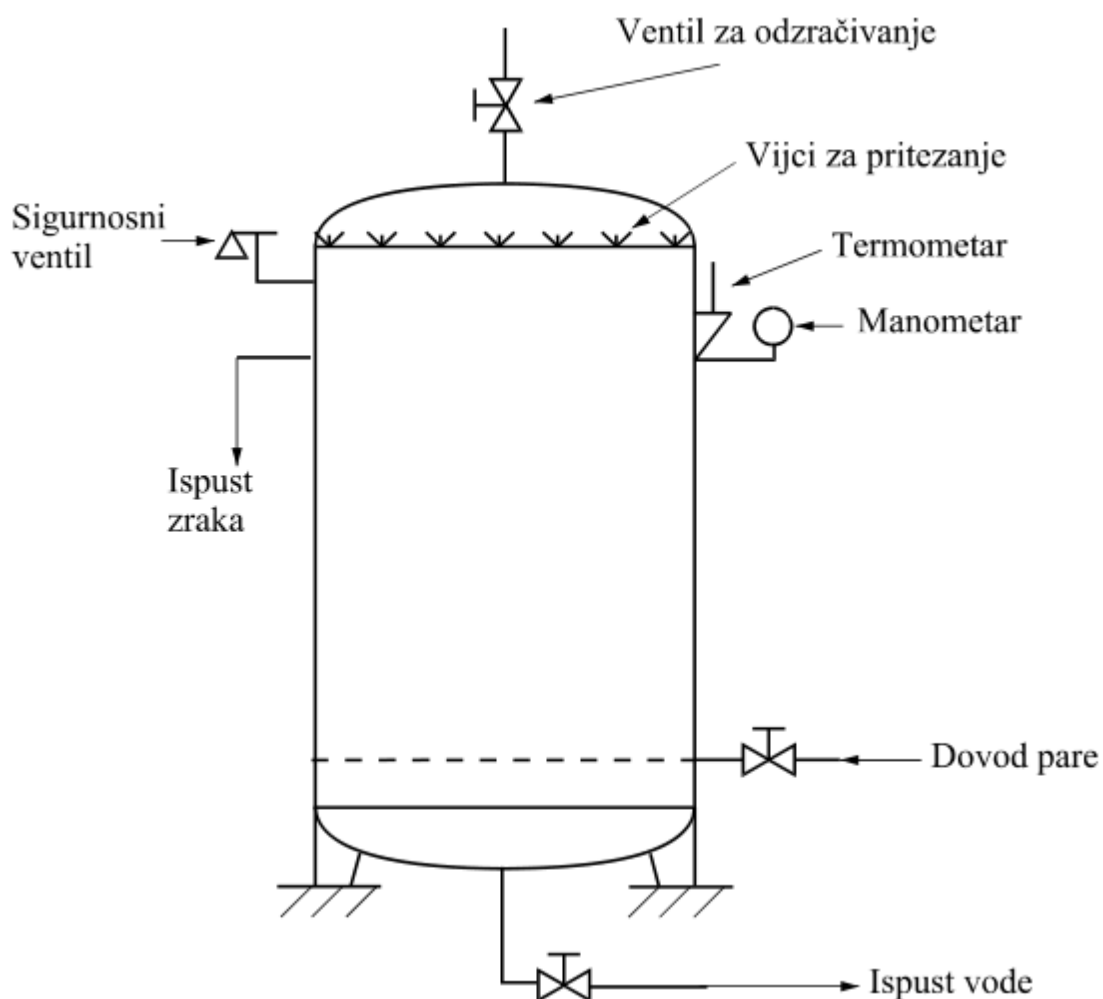 Ventil za odzračivanje
Vijci za pritezanje
Sigurnosni
ventil
Termometar
Manometar
Ispust
zraka
Dovod pare
Ispust vode